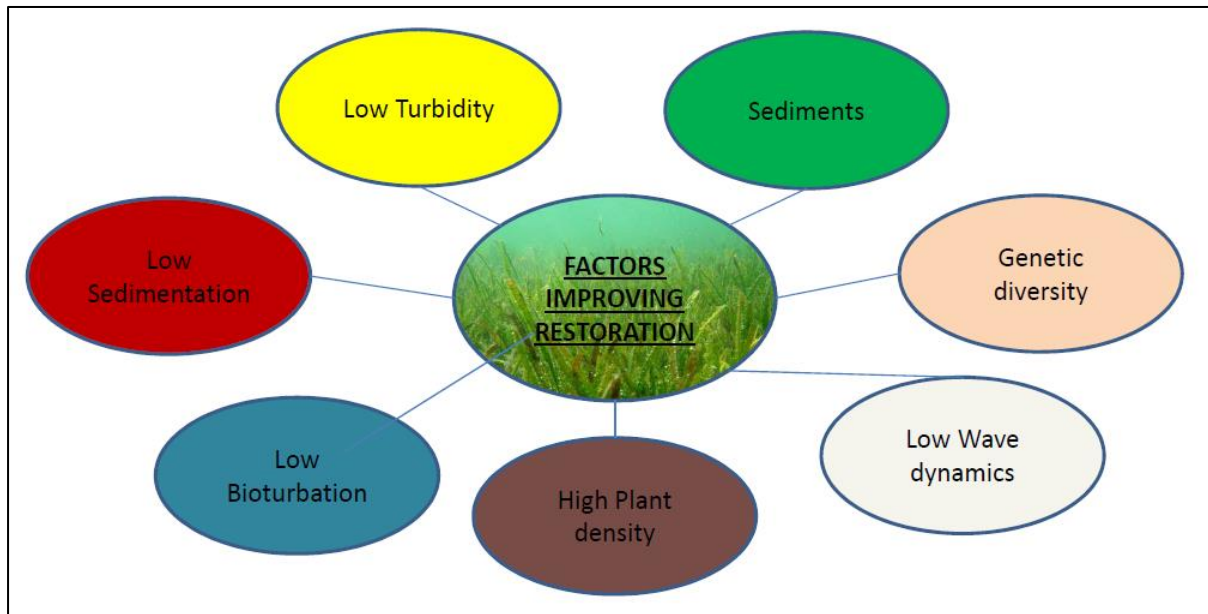 Low Turbidity
Sediments
Low
Sedimentation
FACTORS
IMPROVING
RESTORATION
Genetic
diversity
Low
Bioturbation
High Plant
density
Low Wave
dynamics